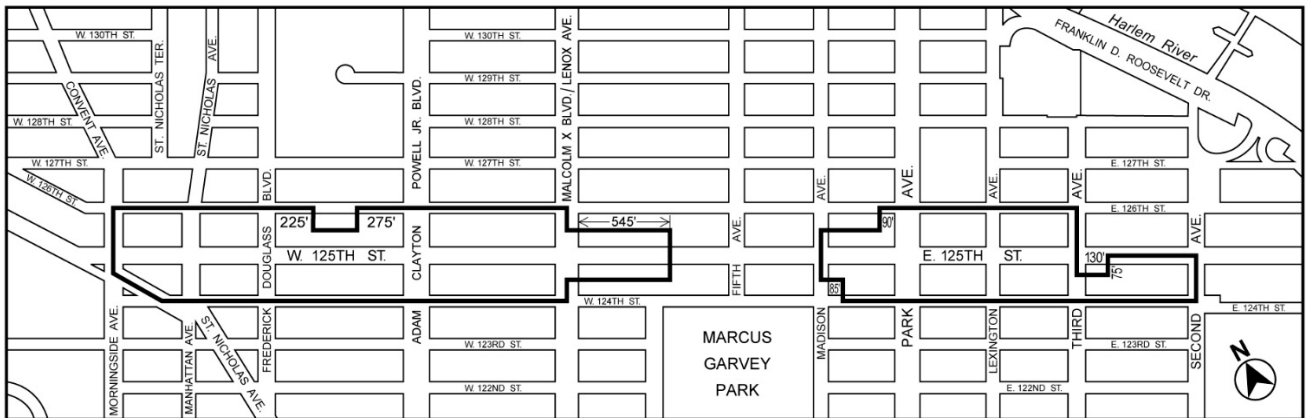 W. 130TH ST.
ST. NICHOLAS TER.
ST. NICHOLAS AVE.
CONVENT AVE.
W. 128TH ST.
W. 127TH ST.
W. 126TH ST.
POWELL JR. BLVD.
MALCOLM X BLVD./ LENOX AVE.
W. 130TH ST.
W. 129TH ST.
W. 128TH ST.
W. 127TH ST.
Harlem River
FRANKLIN D. ROOSEVELT DR.
E. 127TH ST.
E. 126TH ST.
BLVD.
AVE.
AVE.
AVE.
AVE.
AVE.
AVE.
225'
275'
545'
90'
130'
75'
85'
DOUGLASS
W. 125TH ST.
CLAYTON
FIFTH
E. 125TH ST.
W. 124TH ST.
E. 124TH ST.
MORNINGSIDE AVE.
MANHATTAN AVE.
ST. NICHOLAS AVE.
FREDERICK
ADAM
W. 123RD ST.
W. 122ND ST.
MARCUS
GARVEY
PARK
MADISON
PARK
LEXINGTON
THIRD
SECOND
E. 123RD ST.
E. 122ND ST.
N